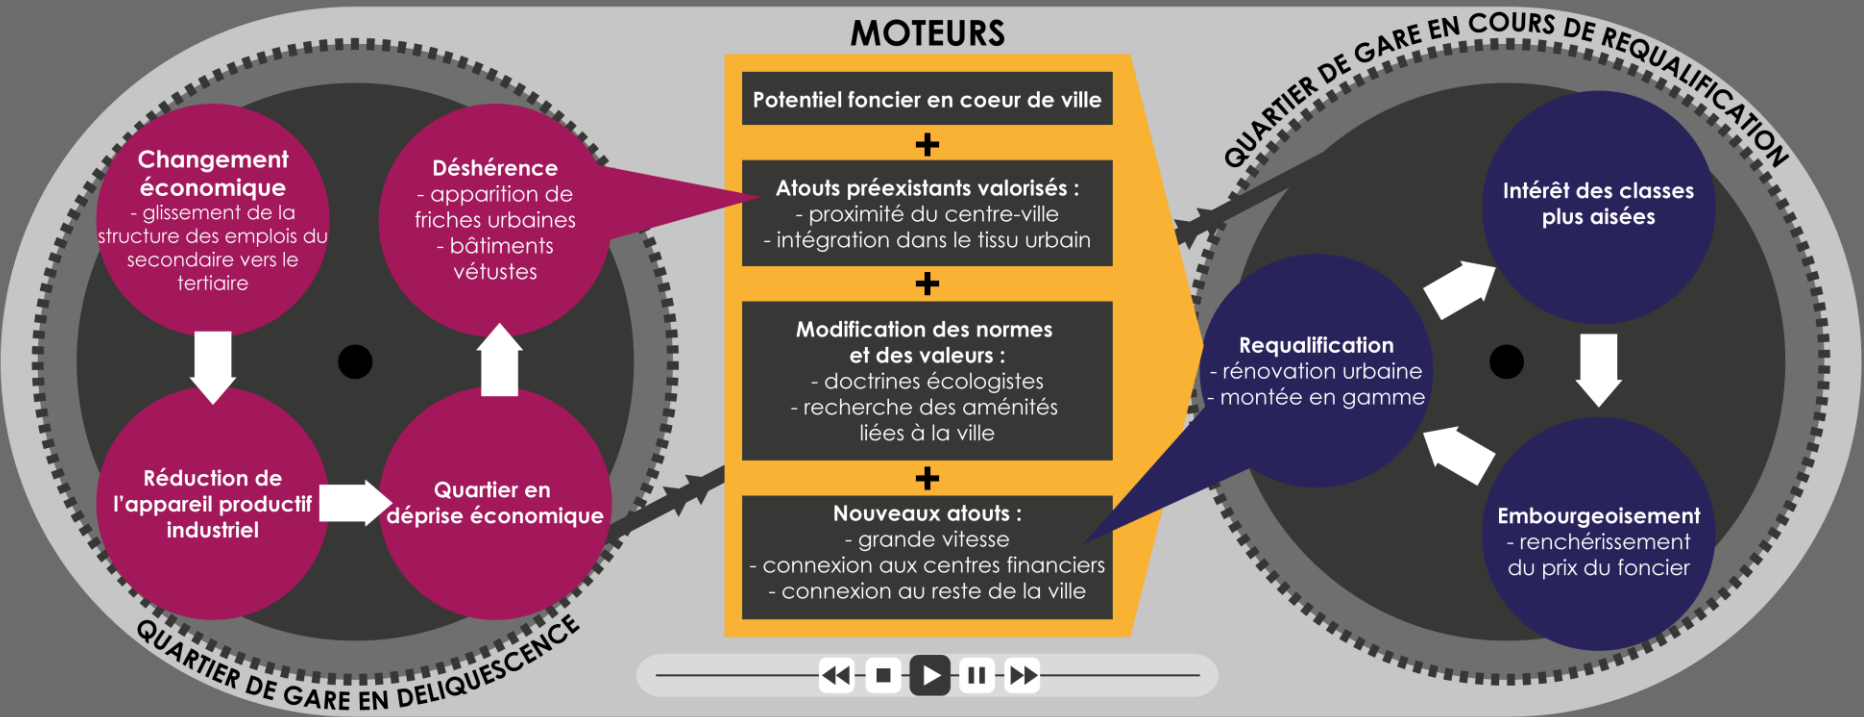 MOTEURS
QUARTIER DE GARE EN COURS DE REQUALIFICATION
Changement
économique
- glissement de la
structure des emplois du
secondaire vers le
tertiaire
Réduction de
l'appareil productif
industriel
Quartier en
déprise économique
Déshérence
- apparition de
friches urbaines
- bâtiments
vétustes
QUARTIER DE GARE EN DELIQUESCENCE
Potentiel foncier en coeur de ville
+
Atouts préexistants valorisés :
- proximité du centre-ville
- intégration dans le tissu urbain
+
Modification des normes
et des valeurs :
- doctrines écologistes
- recherche des aménités
liées à la ville
+
Nouveaux atouts :
- grande vitesse
- connexion aux centres financiers
- connexion au reste de la ville
Requalification
- rénovation urbaine
- montée en gamme
Intérêt des classes
plus aisées
Embourgeoisement
- renchérissement
du prix du foncier